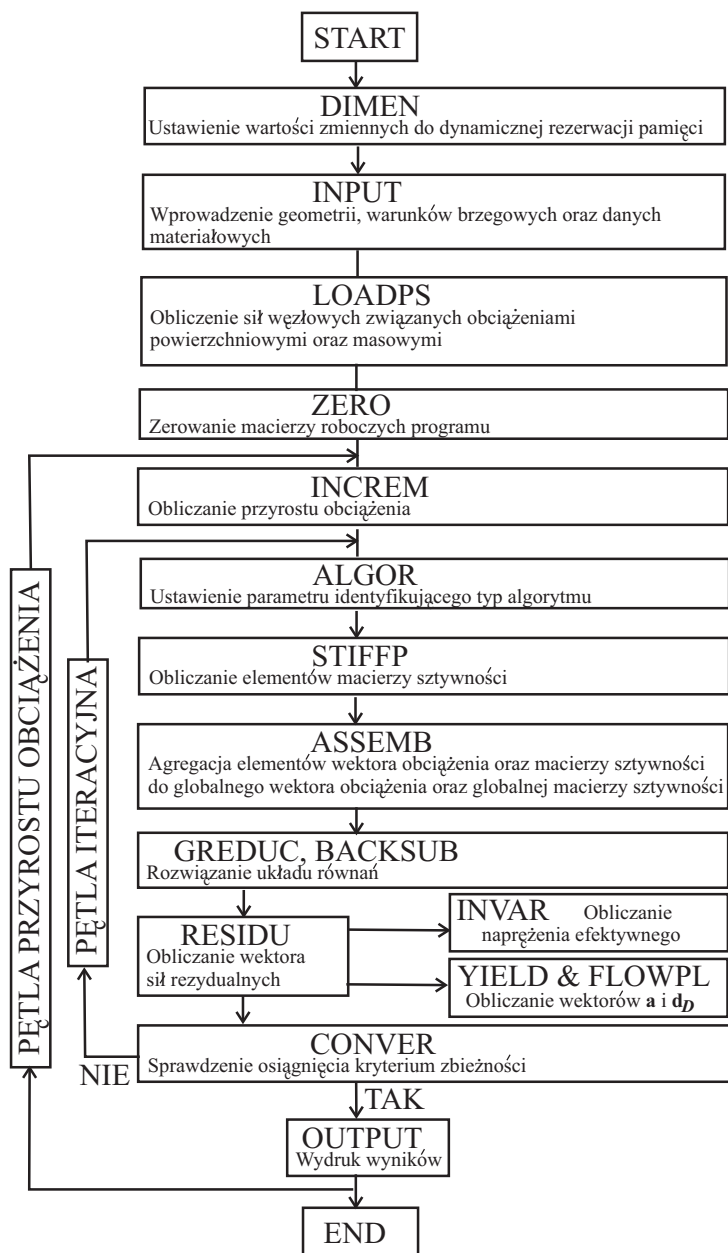 START
DIMEN
Ustawienie wartości zmiennych do dynamicznej rezerwacji pamięci
INPUT
Wprowadzenie geometrii, warunków brzegowych oraz danych
materiałowych
LOADPS
Obliczenie sił węzłowych związanych obciążeniami
powierzchniowymi oraz masowymi
ZERO
Zerowanie macierzy roboczych programu
INCREM
Obliczanie przyrostu obciążenia
ALGOR
Ustawienie parametru identyfikującego typ algorytmu
STIFFP
Obliczanie elementów macierzy sztywności
ASSEMB
Agregacja elementów wektora obciążenia oraz macierzy sztywności
do globalnego wektora obciążenia oraz globalnej macierzy sztywności
GREDUC, BACKSUB
Rozwiązanie układu równań
RESIDU
Obliczanie wektora
sił rezydualnych
INVAR Obliczanie
naprężenia efektywnego
YIELD & FLOWPL
Obliczanie wektorów a i d_D
CONVER
Sprawdzenie osiągnięcia kryterium zbieżności
NIE
TAK
OUTPUT
Wydruk wyników
END
PĘTLA PRZYROSTU OBCIĄŻENIA
PĘTLA ITERACYJNA